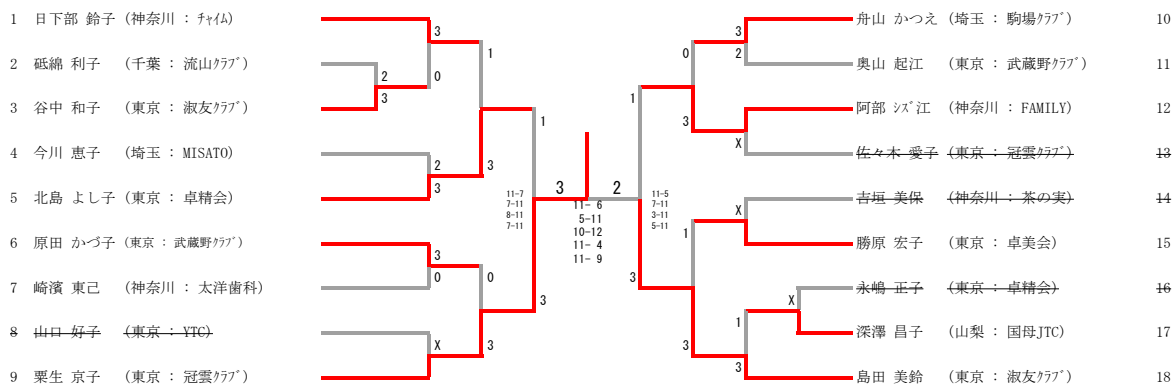 1 日下部 鈴子 (神奈川 : ﾁｬｲﾑ)
2 砥綿 利子 (千葉 : 流山ｸﾗﾌﾞ)
3 谷中 和子 (東京 : 淑友ｸﾗﾌﾞ)
4 今川 恵子 (埼玉 : MISATO)
5 北島 よし子 (東京 : 卓精会)
6 原田 かづ子 (東京 : 武蔵野ｸﾗﾌﾞ)
7 崎濱 東己 (神奈川 : 太洋歯科)
8 山口 好子 (東京 : YTC)
9 粟生 京子 (東京 : 冠雲ｸﾗﾌﾞ)
3
2
3
0
1
2
3
3
3
0
X
0
3
1
3
11-7
7-11
8-11
7-11
3
2
11- 6
5-11
10-12
11- 4
11- 9
11-5
7-11
3-11
5-11
1
3
0
3
1
3
3
2
X
X
1
3
X
舟山 かつえ (埼玉 : 駒場ｸﾗﾌﾞ) 10
奥山 起江 (東京 : 武蔵野ｸﾗﾌﾞ) 11
阿部 ｼｽﾞ江 (神奈川 : FAMILY) 12
佐々木 愛子 (東京 : 冠雲ｸﾗﾌﾞ) 13
吉垣 美保 (神奈川 : 茶の実) 14
勝原 宏子 (東京 : 卓美会) 15
永嶋 正子 (東京 : 卓精会) 16
深澤 昌子 (山梨 : 国母JTC) 17
島田 美鈴 (東京 : 淑友ｸﾗﾌﾞ) 18